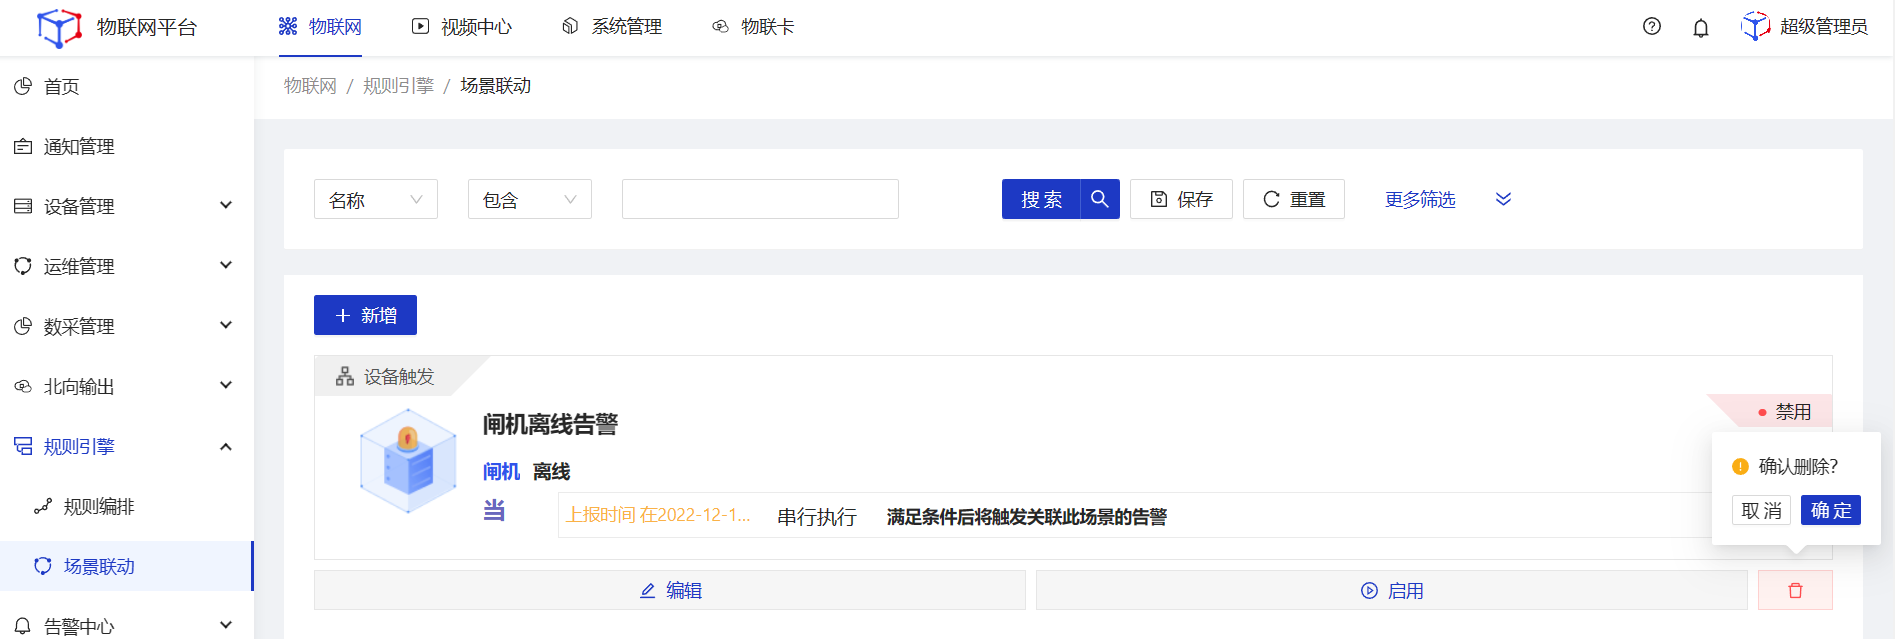 物联网平台
物联网 视频中心 系统管理 物联卡
超级管理员
首页
通知管理
设备管理
运维管理
数采管理
北向输出
规则引擎
规则编排
场景联动
告警中心
物联网 / 规则引擎 / 场景联动
名称 包含 搜索 保存 重置 更多筛选
新增
设备触发
闸机离线告警
禁用
闸机 离线
当 上报时间 在2022-12-1... 串行执行 满足条件后将触发关联此场景的告警
确认删除?
取消 确定
编辑 启用